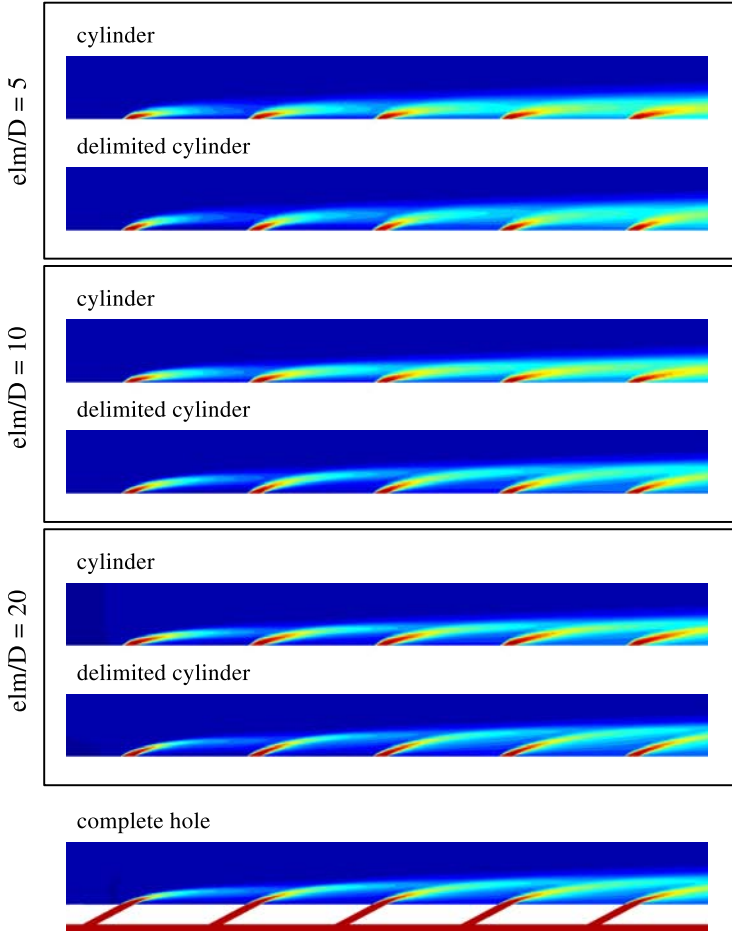 elm/D = 5
cylinder
delimited cylinder
elm/D = 10
cylinder
delimited cylinder
elm/D = 20
cylinder
delimited cylinder
complete hole